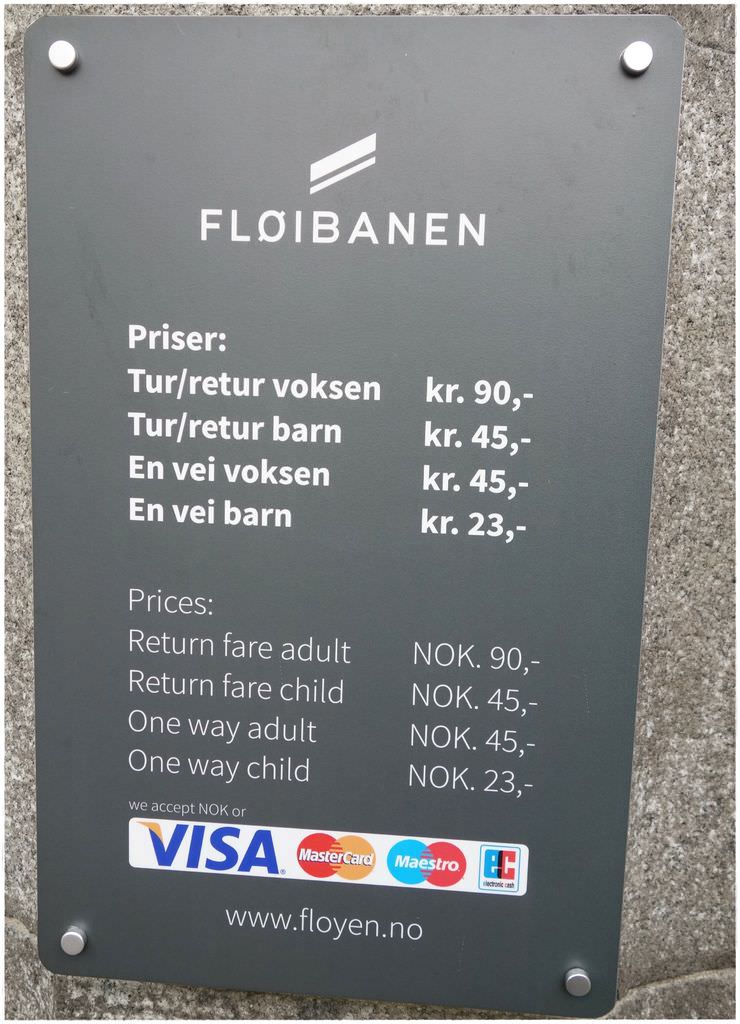 FLØIBANEN
Priser:
Tur/retur voksen kr. 90,-
Tur/retur barn kr. 45,-
En vei voksen kr. 45,-
En vei barn kr. 23,-
Prices:
Return fare adult NOK. 90,-
Return fare child NOK. 45,-
One way adult NOK. 45,-
One way child NOK. 23,-
we accept NOK or
VISA MasterCard Maestro ec electronic cash
www.floyen.no